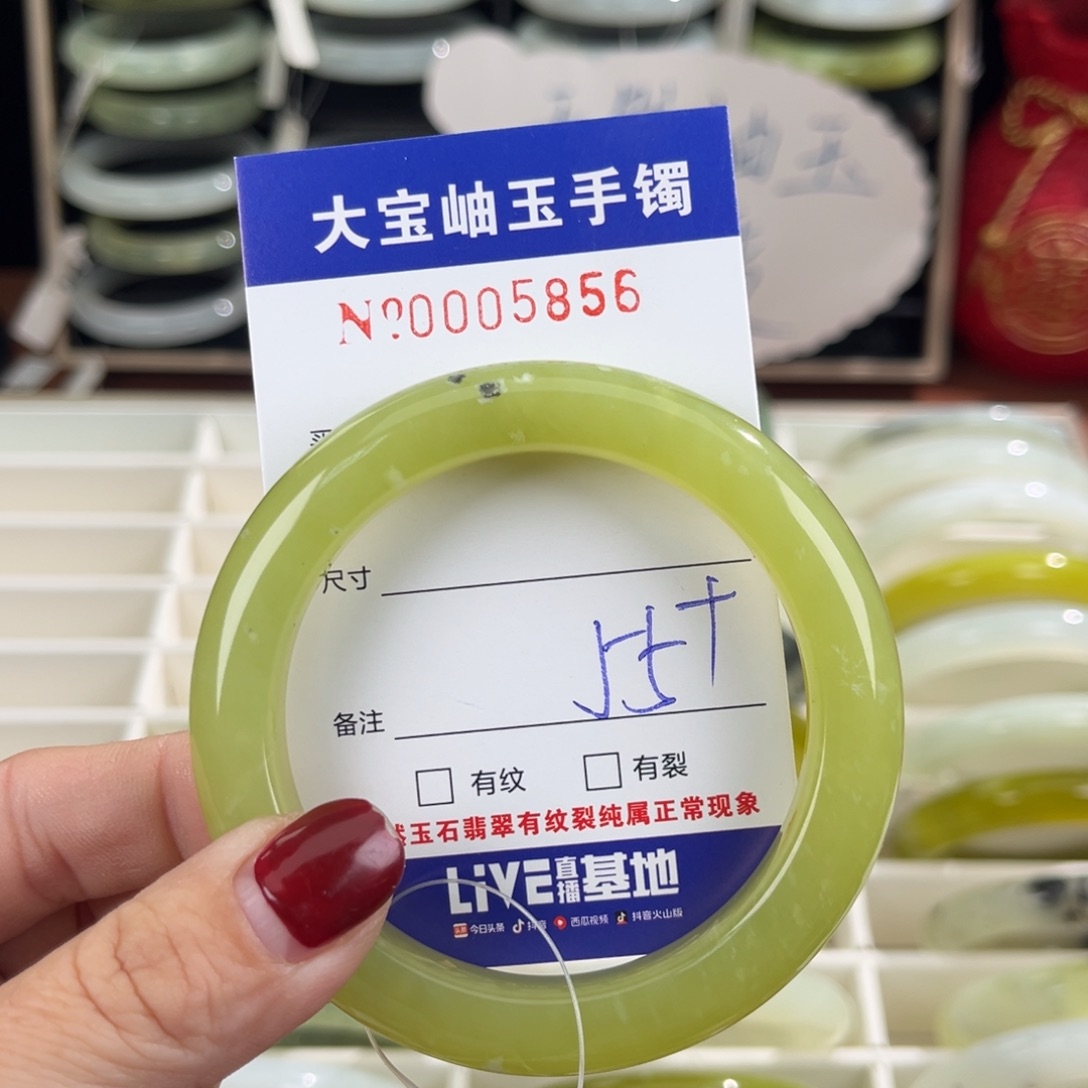 大宝岫玉手镯
Nº0005856
尺寸
55+
备注
有纹 有裂
玉石翡翠有纹裂纯属正常现象
LiVE直播基地
今日头条 抖音 西瓜视频 抖音火山版